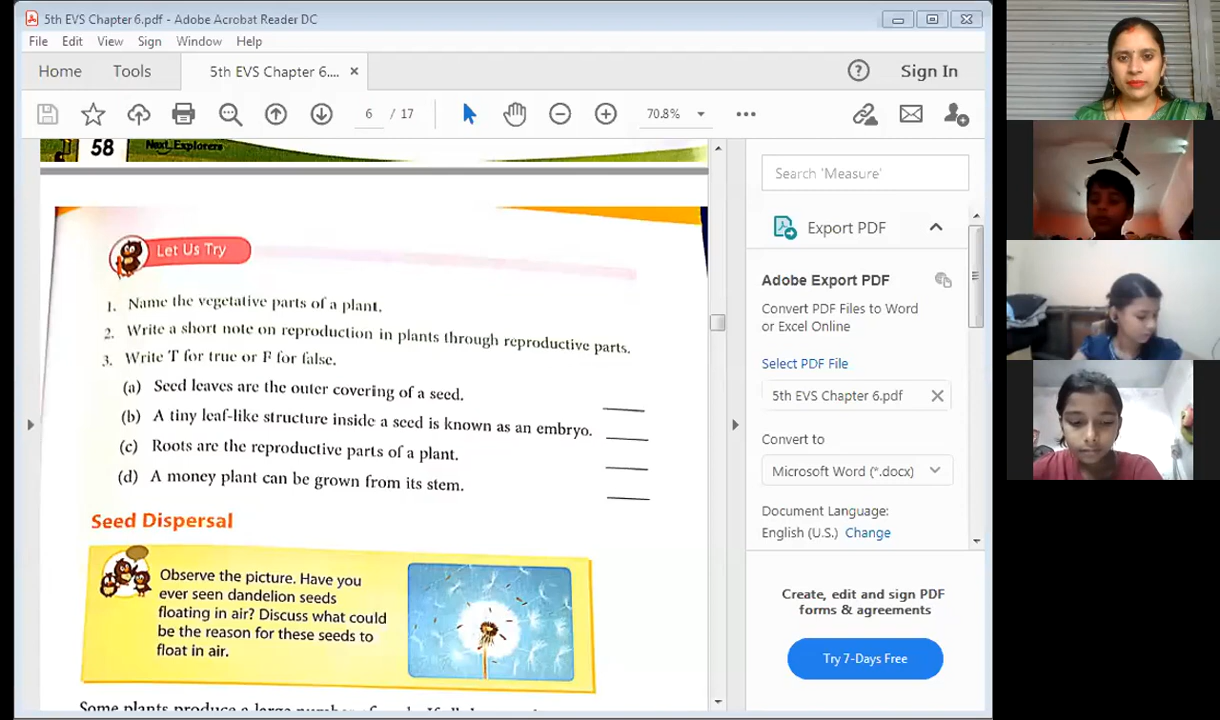 5th EVS Chapter 6.pdf - Adobe Acrobat Reader DC
File Edit View Sign Window Help
Home Tools 5th EVS Chapter 6.... Sign In
6 / 17 70.8%
58 Next Explorers
Let Us Try
1. Name the vegetative parts of a plant.
2. Write a short note on reproduction in plants through reproductive parts.
3. Write T for true or F for false.
(a) Seed leaves are the outer covering of a seed.
(b) A tiny leaf-like structure inside a seed is known as an embryo.
(c) Roots are the reproductive parts of a plant.
(d) A money plant can be grown from its stem.
Seed Dispersal
Observe the picture. Have you
ever seen dandelion seeds
floating in air? Discuss what could
be the reason for these seeds to
float in air.
Some plants produce a large number of
Search 'Measure'
Export PDF
Adobe Export PDF
Convert PDF Files to Word
or Excel Online
Select PDF File
5th EVS Chapter 6.pdf
Convert to
Microsoft Word (*.docx)
Document Language:
English (U.S.) Change
Create, edit and sign PDF
forms & agreements
Try 7-Days Free